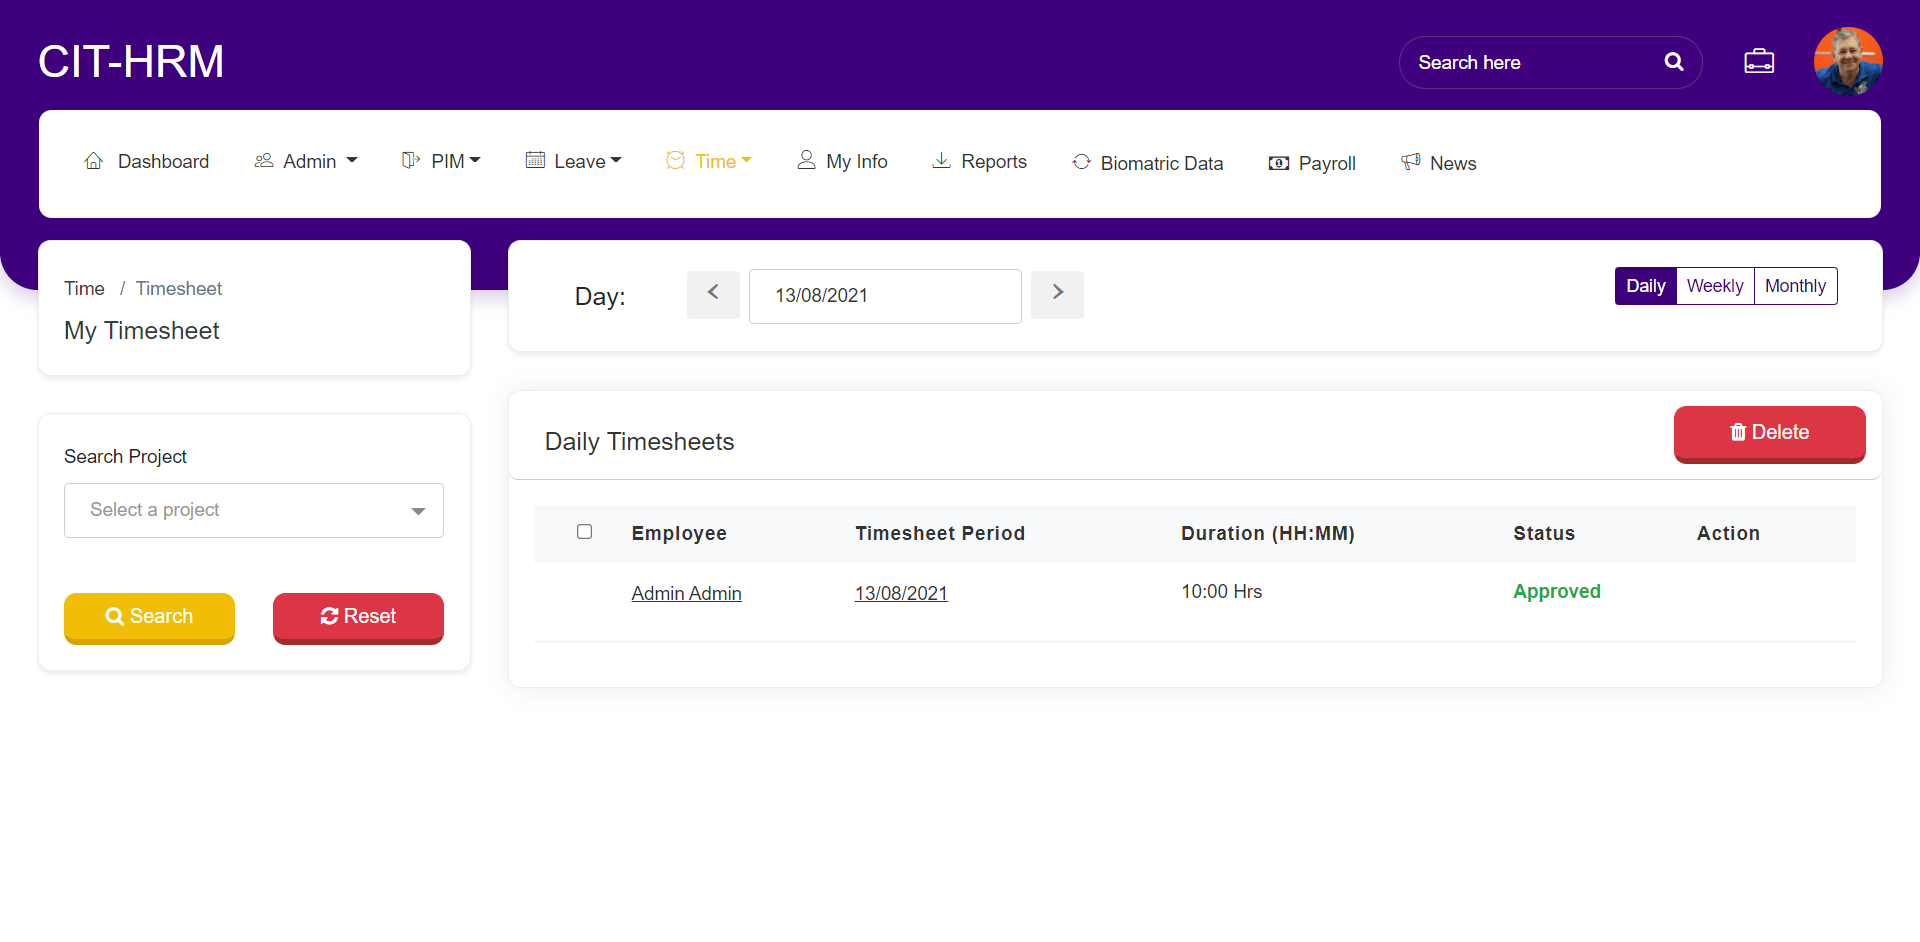 CIT-HRM
Search here
Dashboard Admin PIM Leave Time My Info Reports Biomatric Data Payroll News
Time / Timesheet
My Timesheet
Day: < 13/08/2021 > Daily Weekly Monthly
Search Project
Select a project
Search Reset
Daily Timesheets Delete
Employee Timesheet Period Duration (HH:MM) Status Action
Admin Admin 13/08/2021 10:00 Hrs Approved